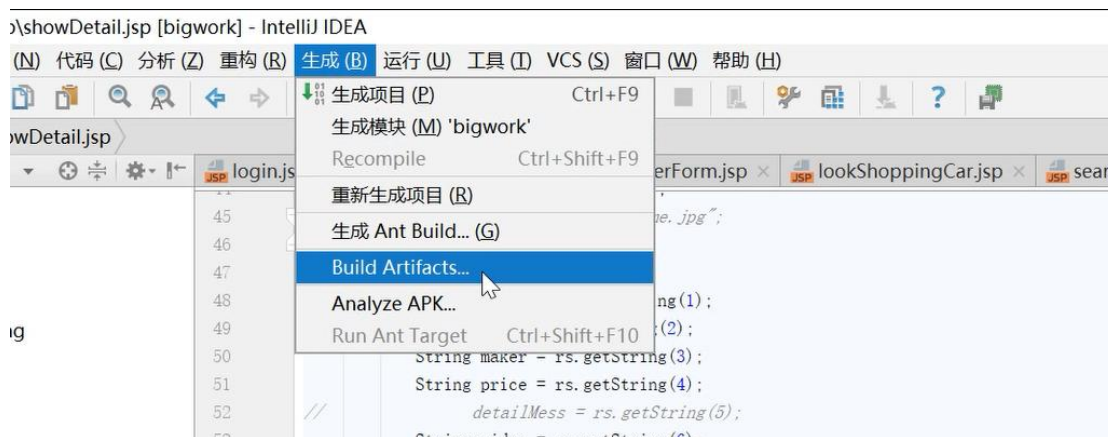 o\showDetail.jsp [bigwork] - IntelliJ IDEA
(N) 代码 (C) 分析 (Z) 重构 (R) 生成 (B) 运行 (U) 工具 (T) VCS (S) 窗口 (W) 帮助 (H)
生成项目 (P) Ctrl+F9
生成模块 (M) 'bigwork'
owDetail.jsp
Recompile Ctrl+Shift+F9
login.js erForm.jsp × lookShoppingCar.jsp × sear
重新生成项目 (R)
45 ne.jpg";
生成 Ant Build... (G)
46
47 Build Artifacts...
48 ng(1);
Analyze APK...
49 (2);
ng
Run Ant Target Ctrl+Shift+F10
50 String maker = rs.getString(3);
51 String price = rs.getString(4);
52 // detailMess = rs.getString(5);